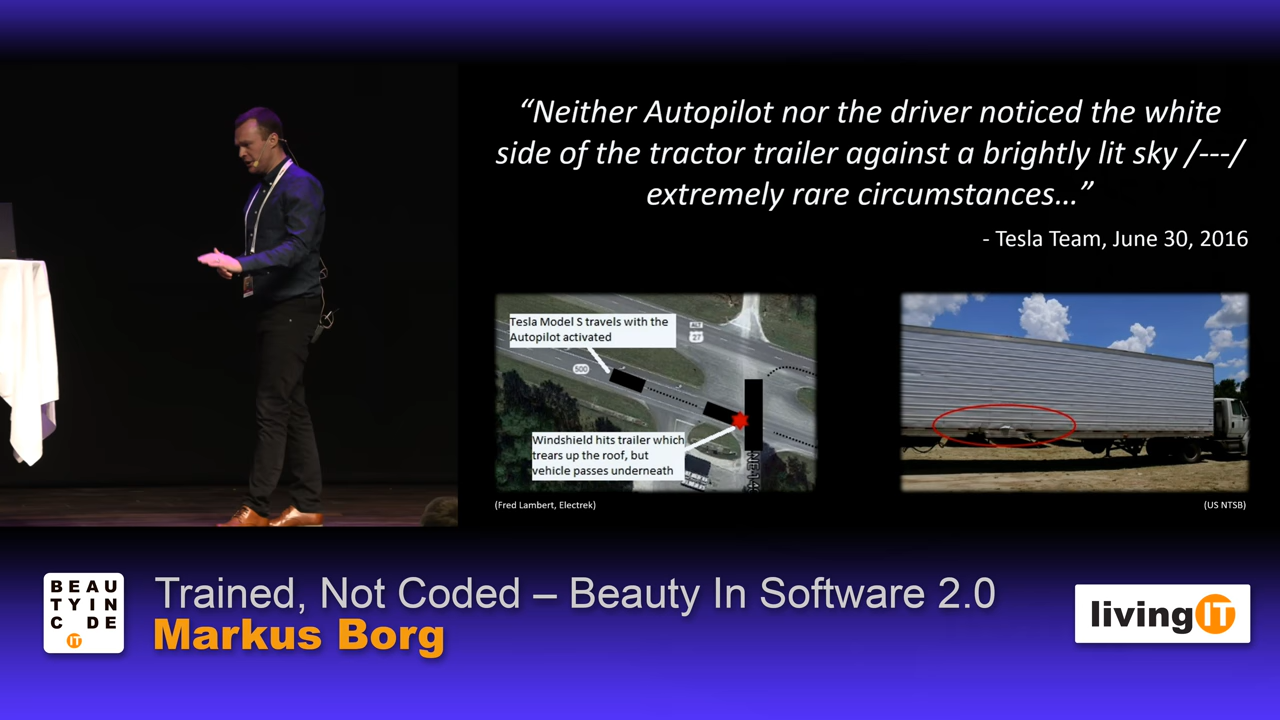 “Neither Autopilot nor the driver noticed the white
side of the tractor trailer against a brightly lit sky /---/
extremely rare circumstances…”
- Tesla Team, June 30, 2016
Tesla Model S travels with the
Autopilot activated
ALT
27
500
Windshield hits trailer which
trears up the roof, but
vehicle passes underneath
(Fred Lambert, Electrek)
(US NTSB)
BEAU
TYIN
C DE
IT
Trained, Not Coded – Beauty In Software 2.0
Markus Borg
livingIT